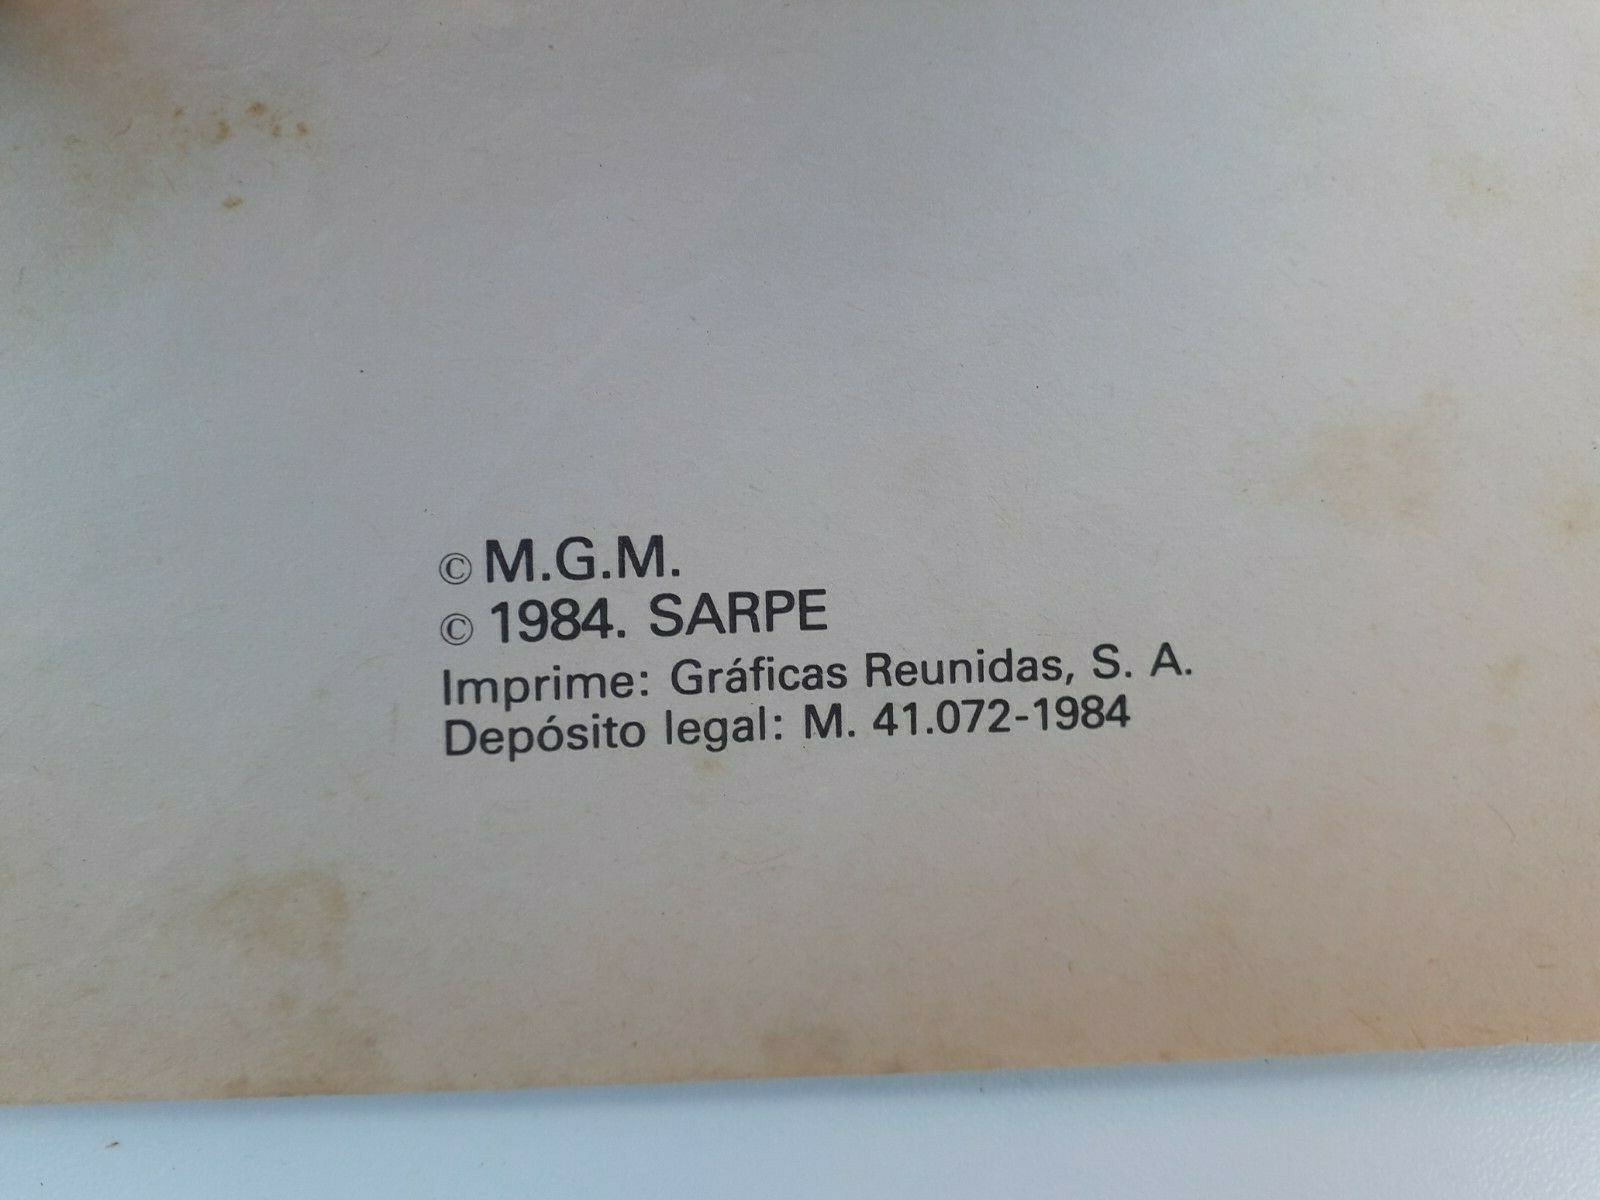 © M.G.M.
© 1984. SARPE
Imprime: Gráficas Reunidas, S. A.
Depósito legal: M. 41.072-1984